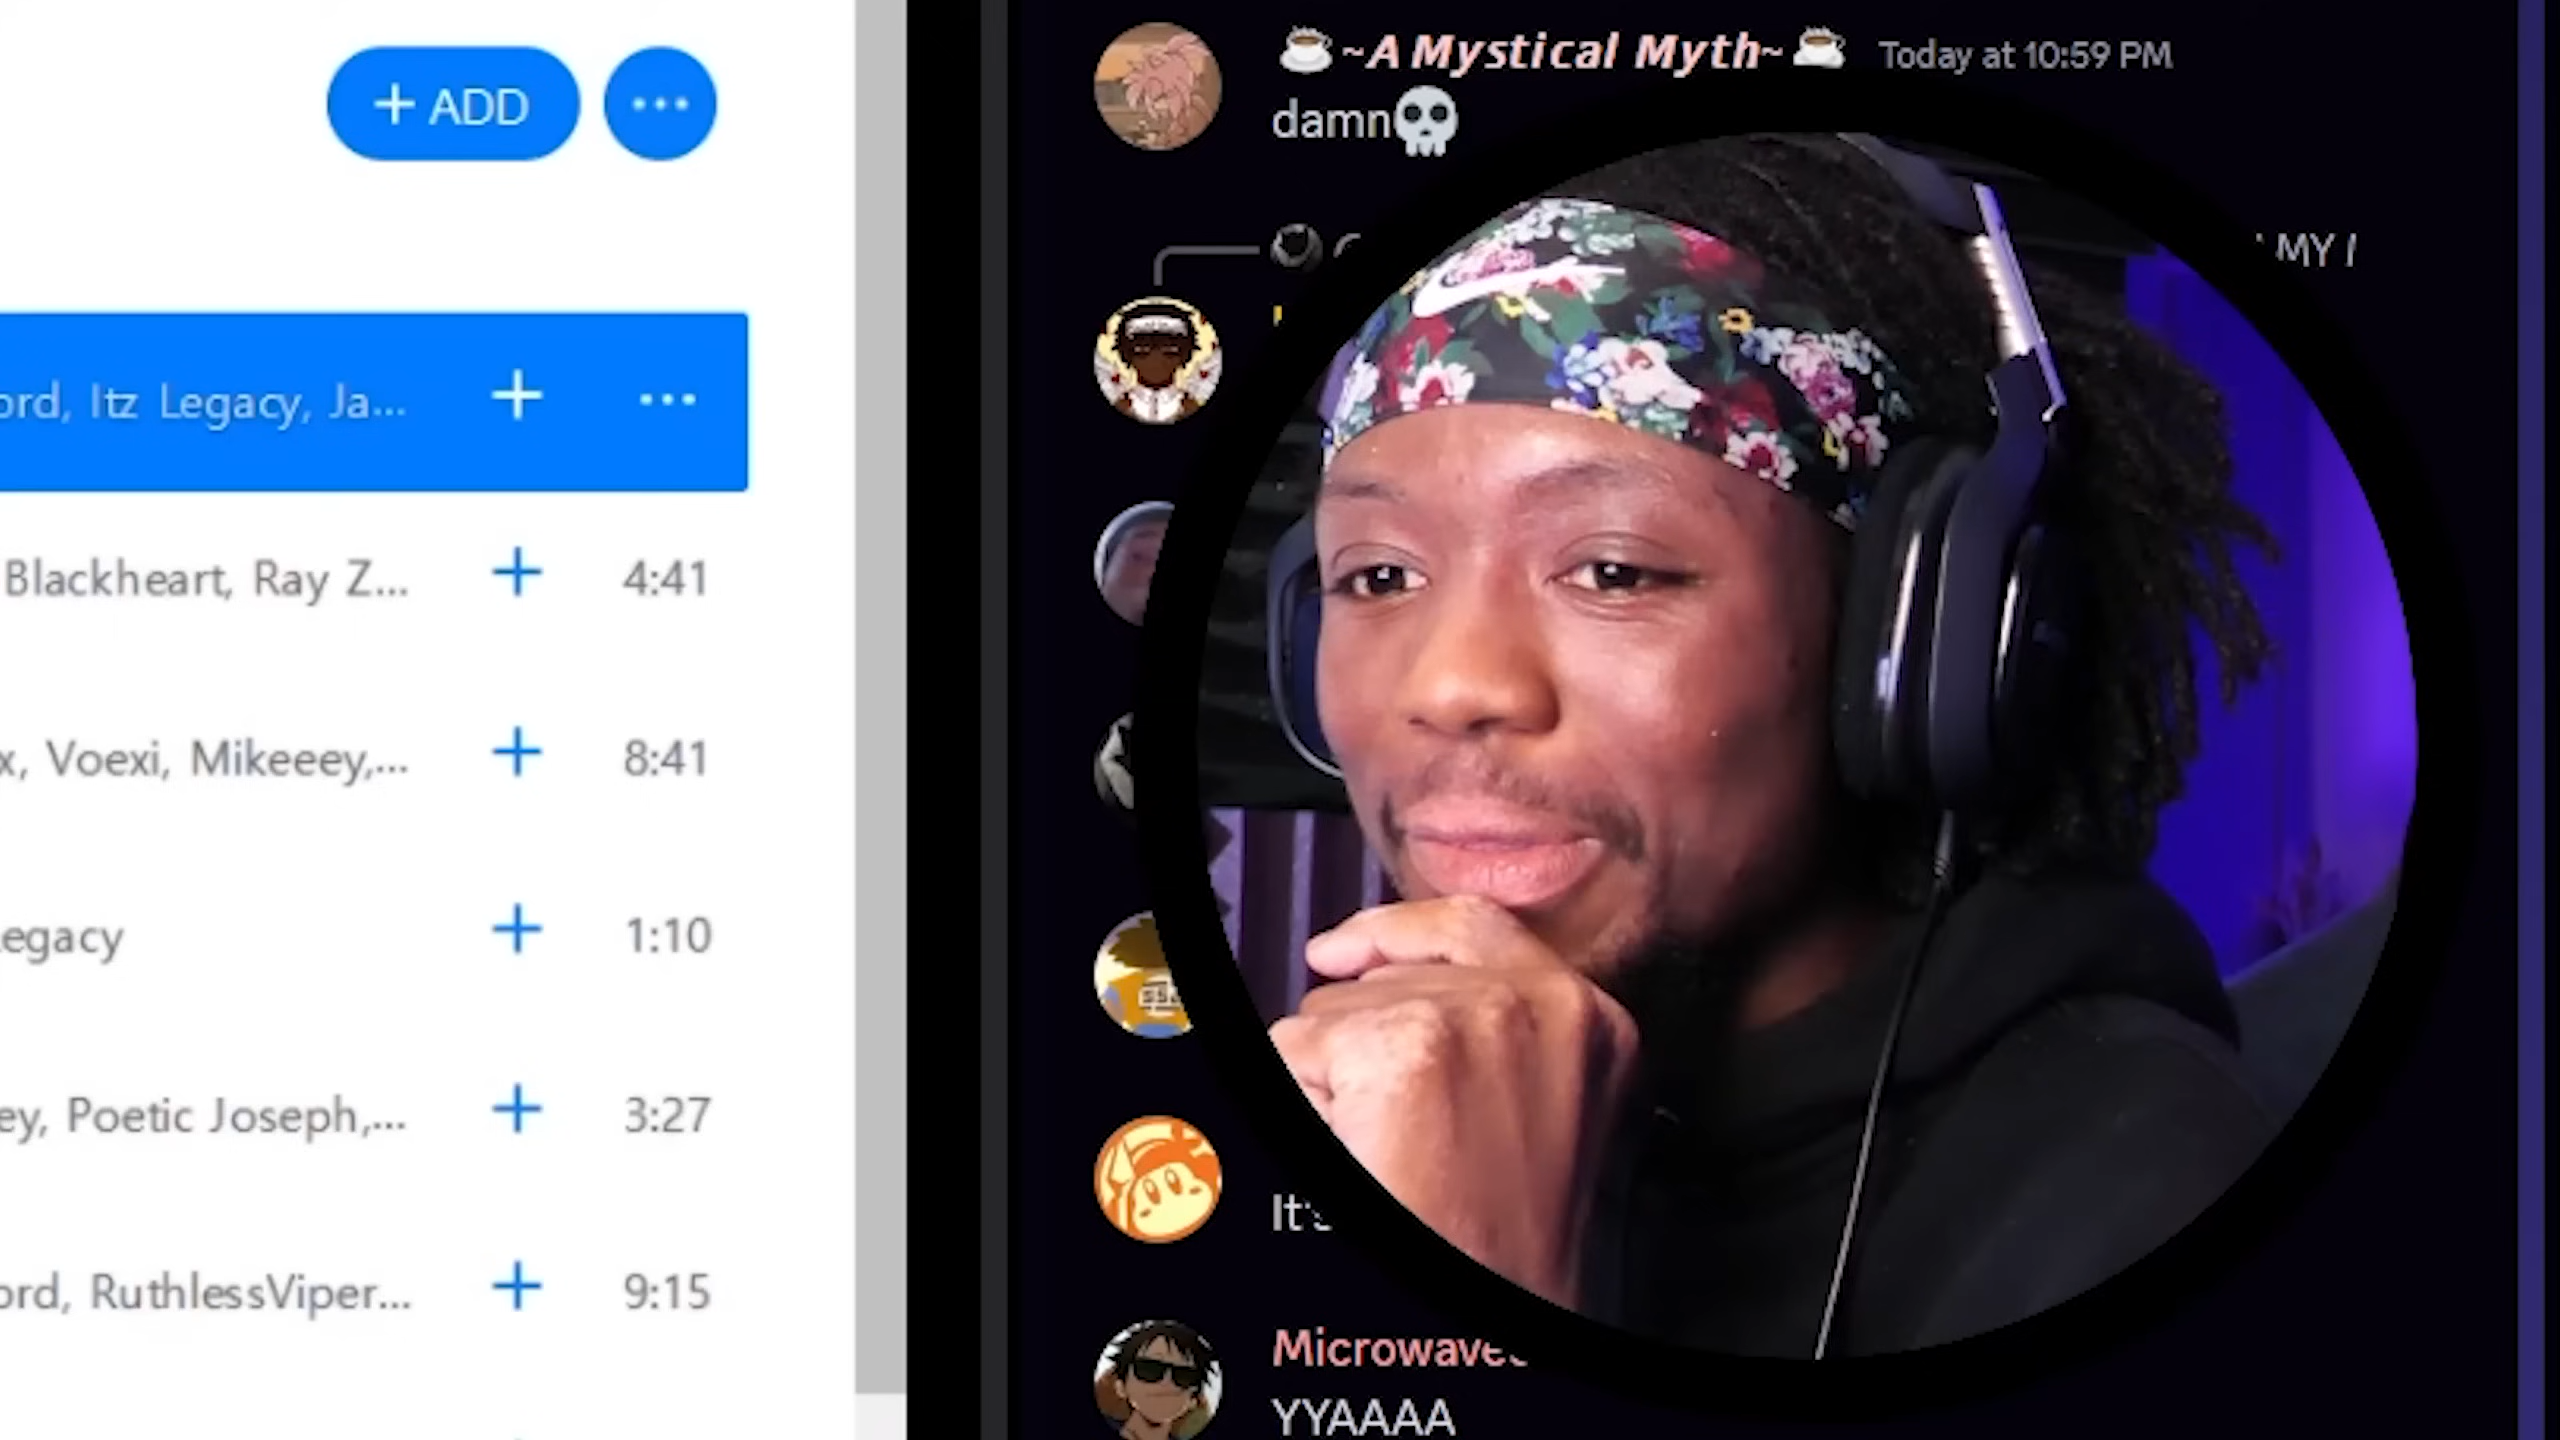 + ADD ...
ord, Itz Legacy, Ja... + ...
Blackheart, Ray Z... + 4:41
x, Voexi, Mikeeey,... + 8:41
egacy + 1:10
ey, Poetic Joseph,... + 3:27
ord, RuthlessViper... + 9:15
☕~A Mystical Myth~☕ Today at 10:59 PM
damn💀
MY
It's
YYAAAA